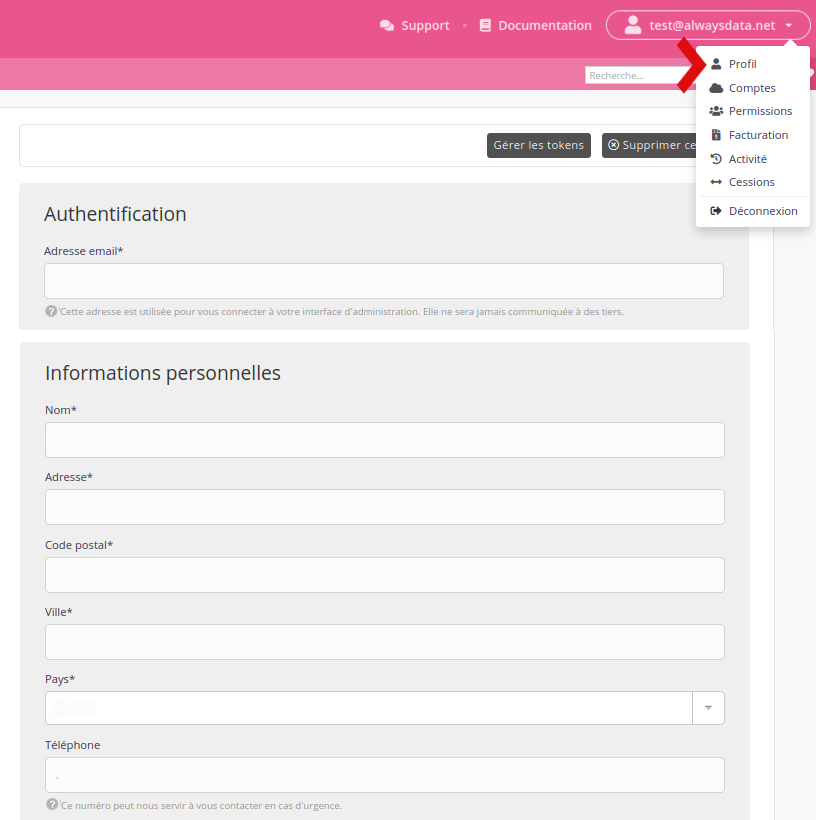 Support
Documentation
test@alwaysdata.net
Recherche...
Profil
Comptes
Permissions
Facturation
Activité
Cessions
Déconnexion
Gérer les tokens
Supprimer ce
Authentification
Adresse email*
Cette adresse est utilisée pour vous connecter à votre interface d'administration. Elle ne sera jamais communiquée à des tiers.
Informations personnelles
Nom*
Adresse*
Code postal*
Ville*
Pays*
Téléphone
Ce numéro peut nous servir à vous contacter en cas d'urgence.